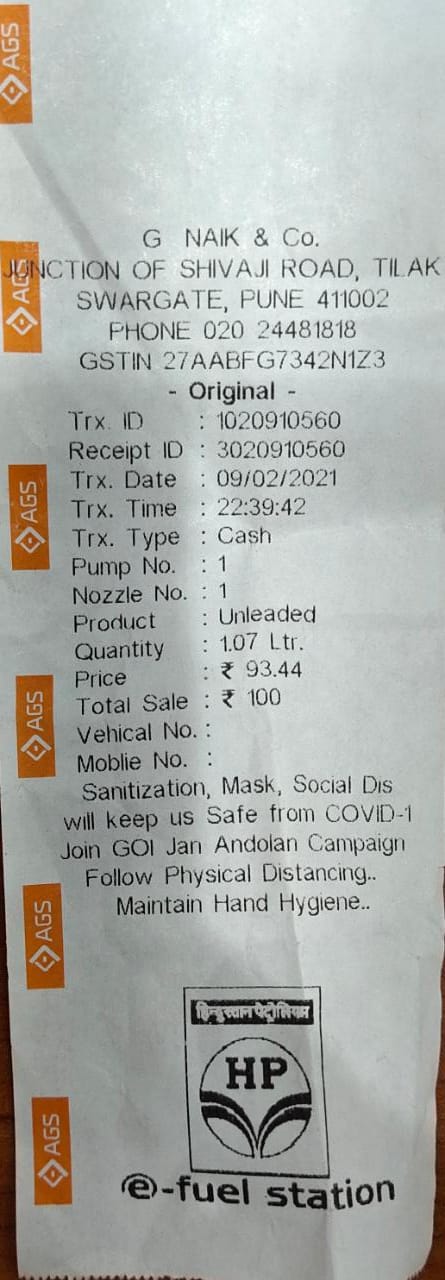 G NAIK & Co.
JUNCTION OF SHIVAJI ROAD, TILAK
SWARGATE, PUNE 411002
PHONE 020 24481818
GSTIN 27AABFG7342N1Z3
- Original -
Trx. ID : 1020910560
Receipt ID : 3020910560
Trx. Date : 09/02/2021
Trx. Time : 22:39:42
Trx. Type : Cash
Pump No. : 1
Nozzle No. : 1
Product : Unleaded
Quantity : 1.07 Ltr.
Price : ₹ 93.44
Total Sale : ₹ 100
Vehical No. :
Moblie No. :
Sanitization, Mask, Social Dis
will keep us Safe from COVID-1
Join GOI Jan Andolan Campaign
Follow Physical Distancing..
Maintain Hand Hygiene..
हिन्दुस्तान पेट्रोलियम
HP
e-fuel station
AGS
AGS
AGS
AGS
AGS
AGS